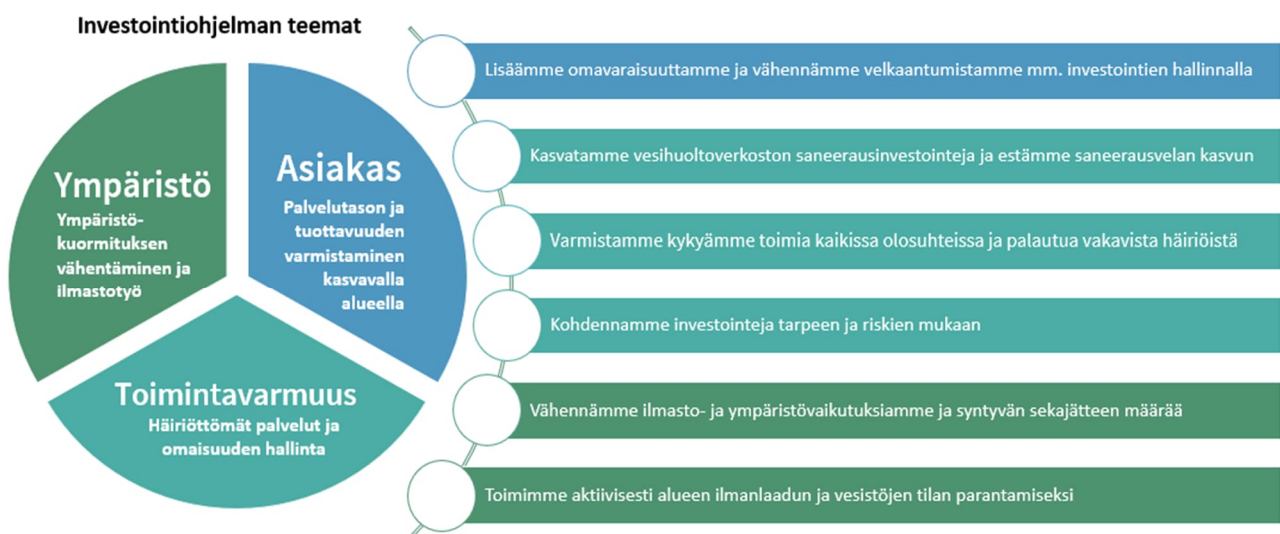 Investointiohjelman teemat
Ympäristö
Ympäristö-
kuormituksen
vähentäminen ja
ilmastotyö
Asiakas
Palvelutason ja
tuottavuuden
varmistaminen
kasvavalla
alueella
Toimintavarmuus
Häiriöttömät palvelut ja
omaisuuden hallinta
Lisäämme omavaraisuuttamme ja vähennämme velkaantumistamme mm. investointien hallinnalla
Kasvatamme vesihuoltoverkoston saneerausinvestointeja ja estämme saneerausvelan kasvun
Varmistamme kykyämme toimia kaikissa olosuhteissa ja palautua vakavista häiriöistä
Kohdennamme investointeja tarpeen ja riskien mukaan
Vähennämme ilmasto- ja ympäristövaikutuksiamme ja syntyvän sekajätteen määrää
Toimimme aktiivisesti alueen ilmanlaadun ja vesistöjen tilan parantamiseksi